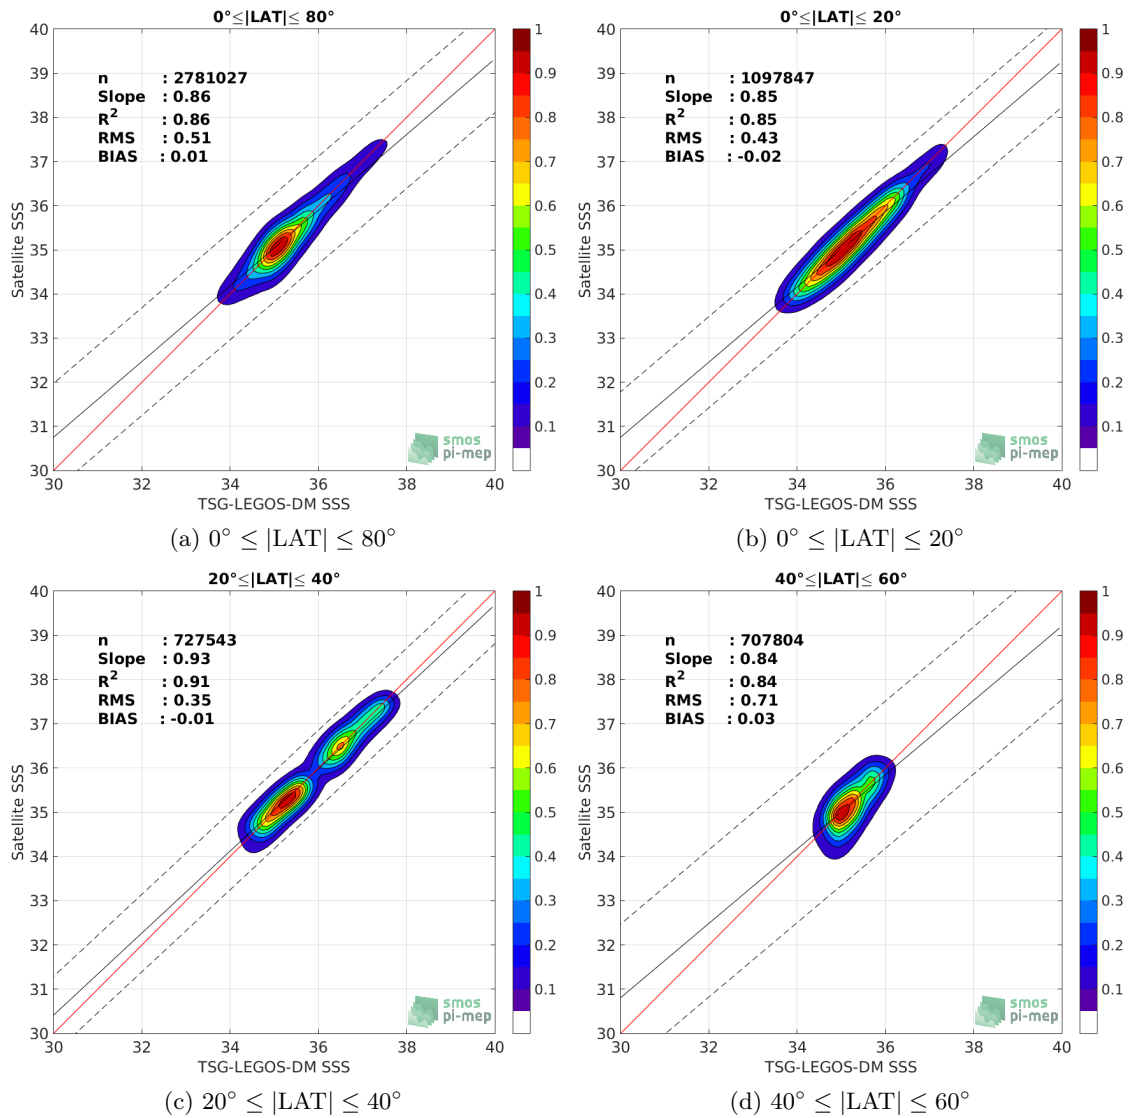 0°≤|LAT|≤ 80°
40
39
38
37
36
35
34
33
32
31
30
Satellite SSS
n : 2781027
Slope : 0.86
R² : 0.86
RMS : 0.51
BIAS : 0.01
smos
pi-mep
30 32 34 36 38 40
TSG-LEGOS-DM SSS
1
0.9
0.8
0.7
0.6
0.5
0.4
0.3
0.2
0.1
(a) 0° ≤ |LAT| ≤ 80°
0°≤|LAT|≤ 20°
40
39
38
37
36
35
34
33
32
31
30
Satellite SSS
n : 1097847
Slope : 0.85
R² : 0.85
RMS : 0.43
BIAS : -0.02
smos
pi-mep
30 32 34 36 38 40
TSG-LEGOS-DM SSS
1
0.9
0.8
0.7
0.6
0.5
0.4
0.3
0.2
0.1
(b) 0° ≤ |LAT| ≤ 20°
20°≤|LAT|≤ 40°
40
39
38
37
36
35
34
33
32
31
30
Satellite SSS
n : 727543
Slope : 0.93
R² : 0.91
RMS : 0.35
BIAS : -0.01
smos
pi-mep
30 32 34 36 38 40
TSG-LEGOS-DM SSS
1
0.9
0.8
0.7
0.6
0.5
0.4
0.3
0.2
0.1
(c) 20° ≤ |LAT| ≤ 40°
40°≤|LAT|≤ 60°
40
39
38
37
36
35
34
33
32
31
30
Satellite SSS
n : 707804
Slope : 0.84
R² : 0.84
RMS : 0.71
BIAS : 0.03
smos
pi-mep
30 32 34 36 38 40
TSG-LEGOS-DM SSS
1
0.9
0.8
0.7
0.6
0.5
0.4
0.3
0.2
0.1
(d) 40° ≤ |LAT| ≤ 60°